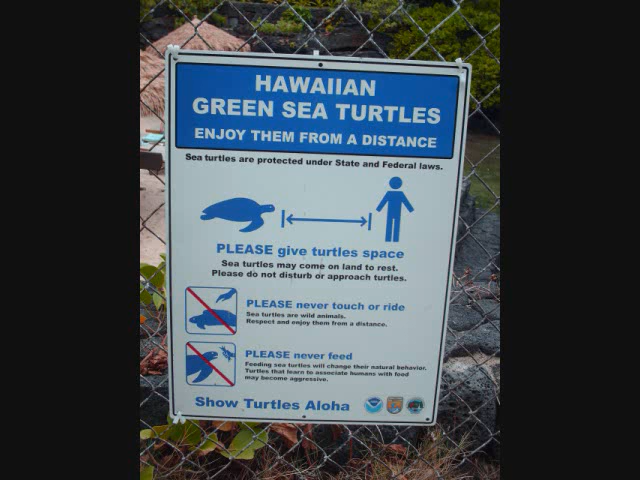 HAWAIIAN
GREEN SEA TURTLES
ENJOY THEM FROM A DISTANCE
Sea turtles are protected under State and Federal laws.
PLEASE give turtles space
Sea turtles may come on land to rest.
Please do not disturb or approach turtles.
PLEASE never touch or ride
Sea turtles are wild animals.
Respect and enjoy them from a distance.
PLEASE never feed
Feeding sea turtles will change their natural behavior.
Turtles that learn to associate humans with food
may become aggressive.
Show Turtles Aloha